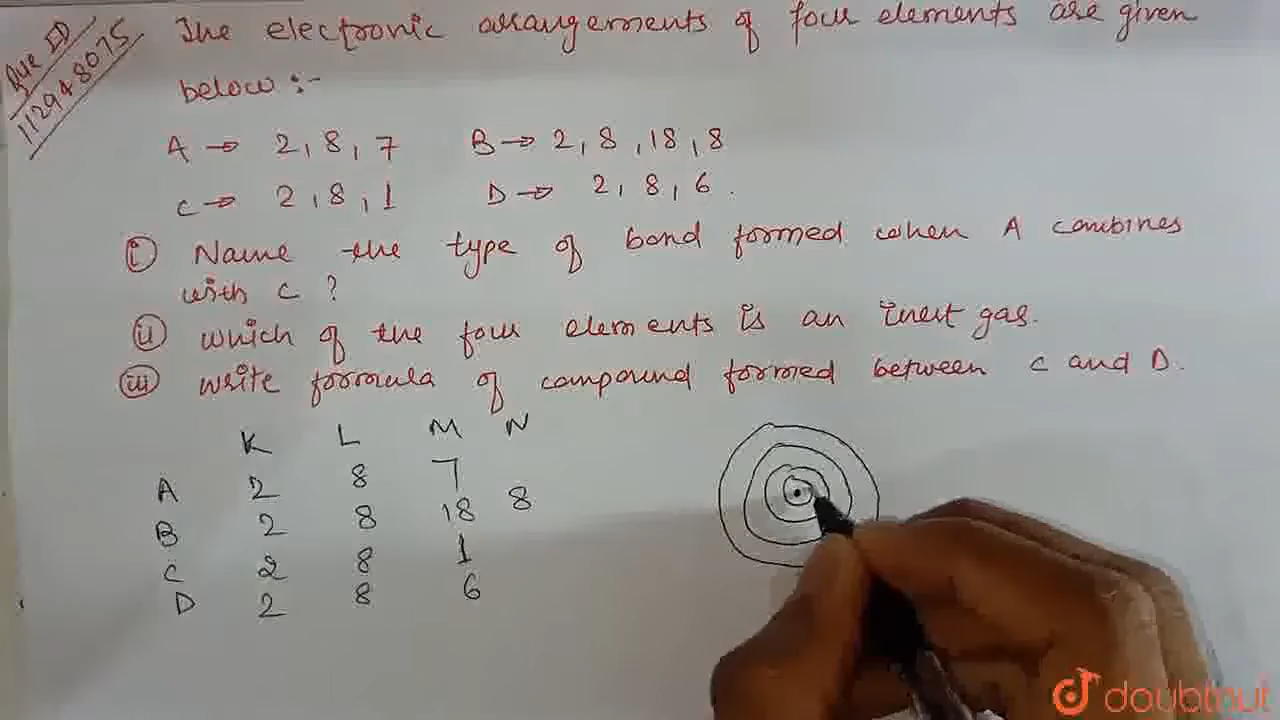 Que ID
112948075
The electronic arrangements of four elements are given
below :-
A → 2, 8, 7 B → 2, 8, 18, 8
C → 2, 8, 1 D → 2, 8, 6.
(i) Name the type of bond formed when A combines
with C ?
(ii) which of the four elements is an inert gas.
(iii) write formula of compound formed between C and D.
K L M N
A 2 8 7
B 2 8 18 8
C 2 8 1
D 2 8 6
doubtnut